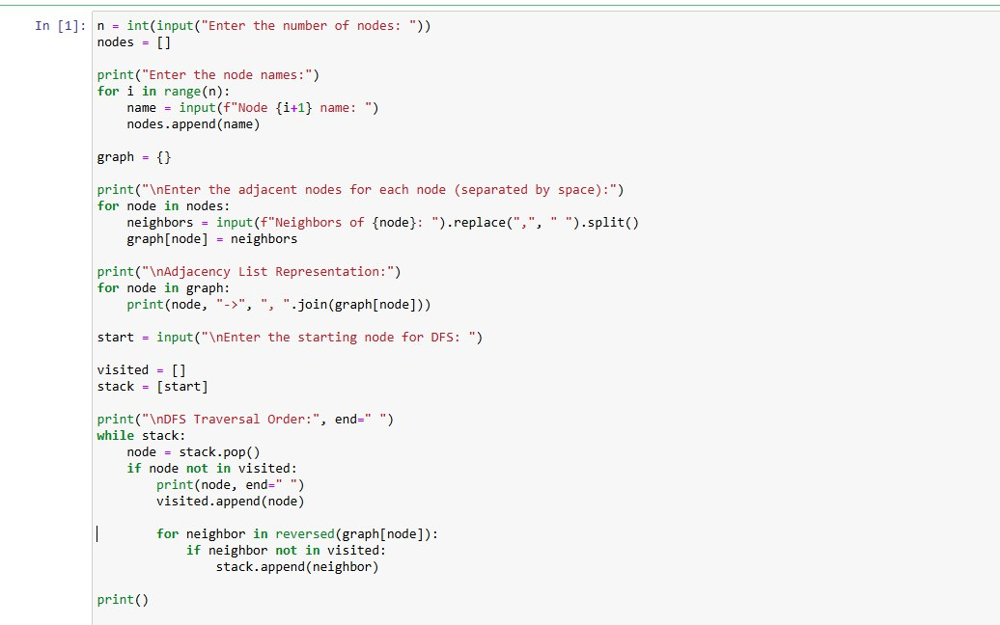 In [1]: n = int(input("Enter the number of nodes: "))
nodes = []
print("Enter the node names:")
for i in range(n):
    name = input(f"Node {i+1} name: ")
    nodes.append(name)
graph = {}
print("\nEnter the adjacent nodes for each node (separated by space):")
for node in nodes:
    neighbors = input(f"Neighbors of {node}: ").replace(",", " ").split()
    graph[node] = neighbors
print("\nAdjacency List Representation:")
for node in graph:
    print(node, "->", ", ".join(graph[node]))
start = input("\nEnter the starting node for DFS: ")
visited = []
stack = [start]
print("\nDFS Traversal Order:", end=" ")
while stack:
    node = stack.pop()
    if node not in visited:
        print(node, end=" ")
        visited.append(node)
        for neighbor in reversed(graph[node]):
            if neighbor not in visited:
                stack.append(neighbor)
print()